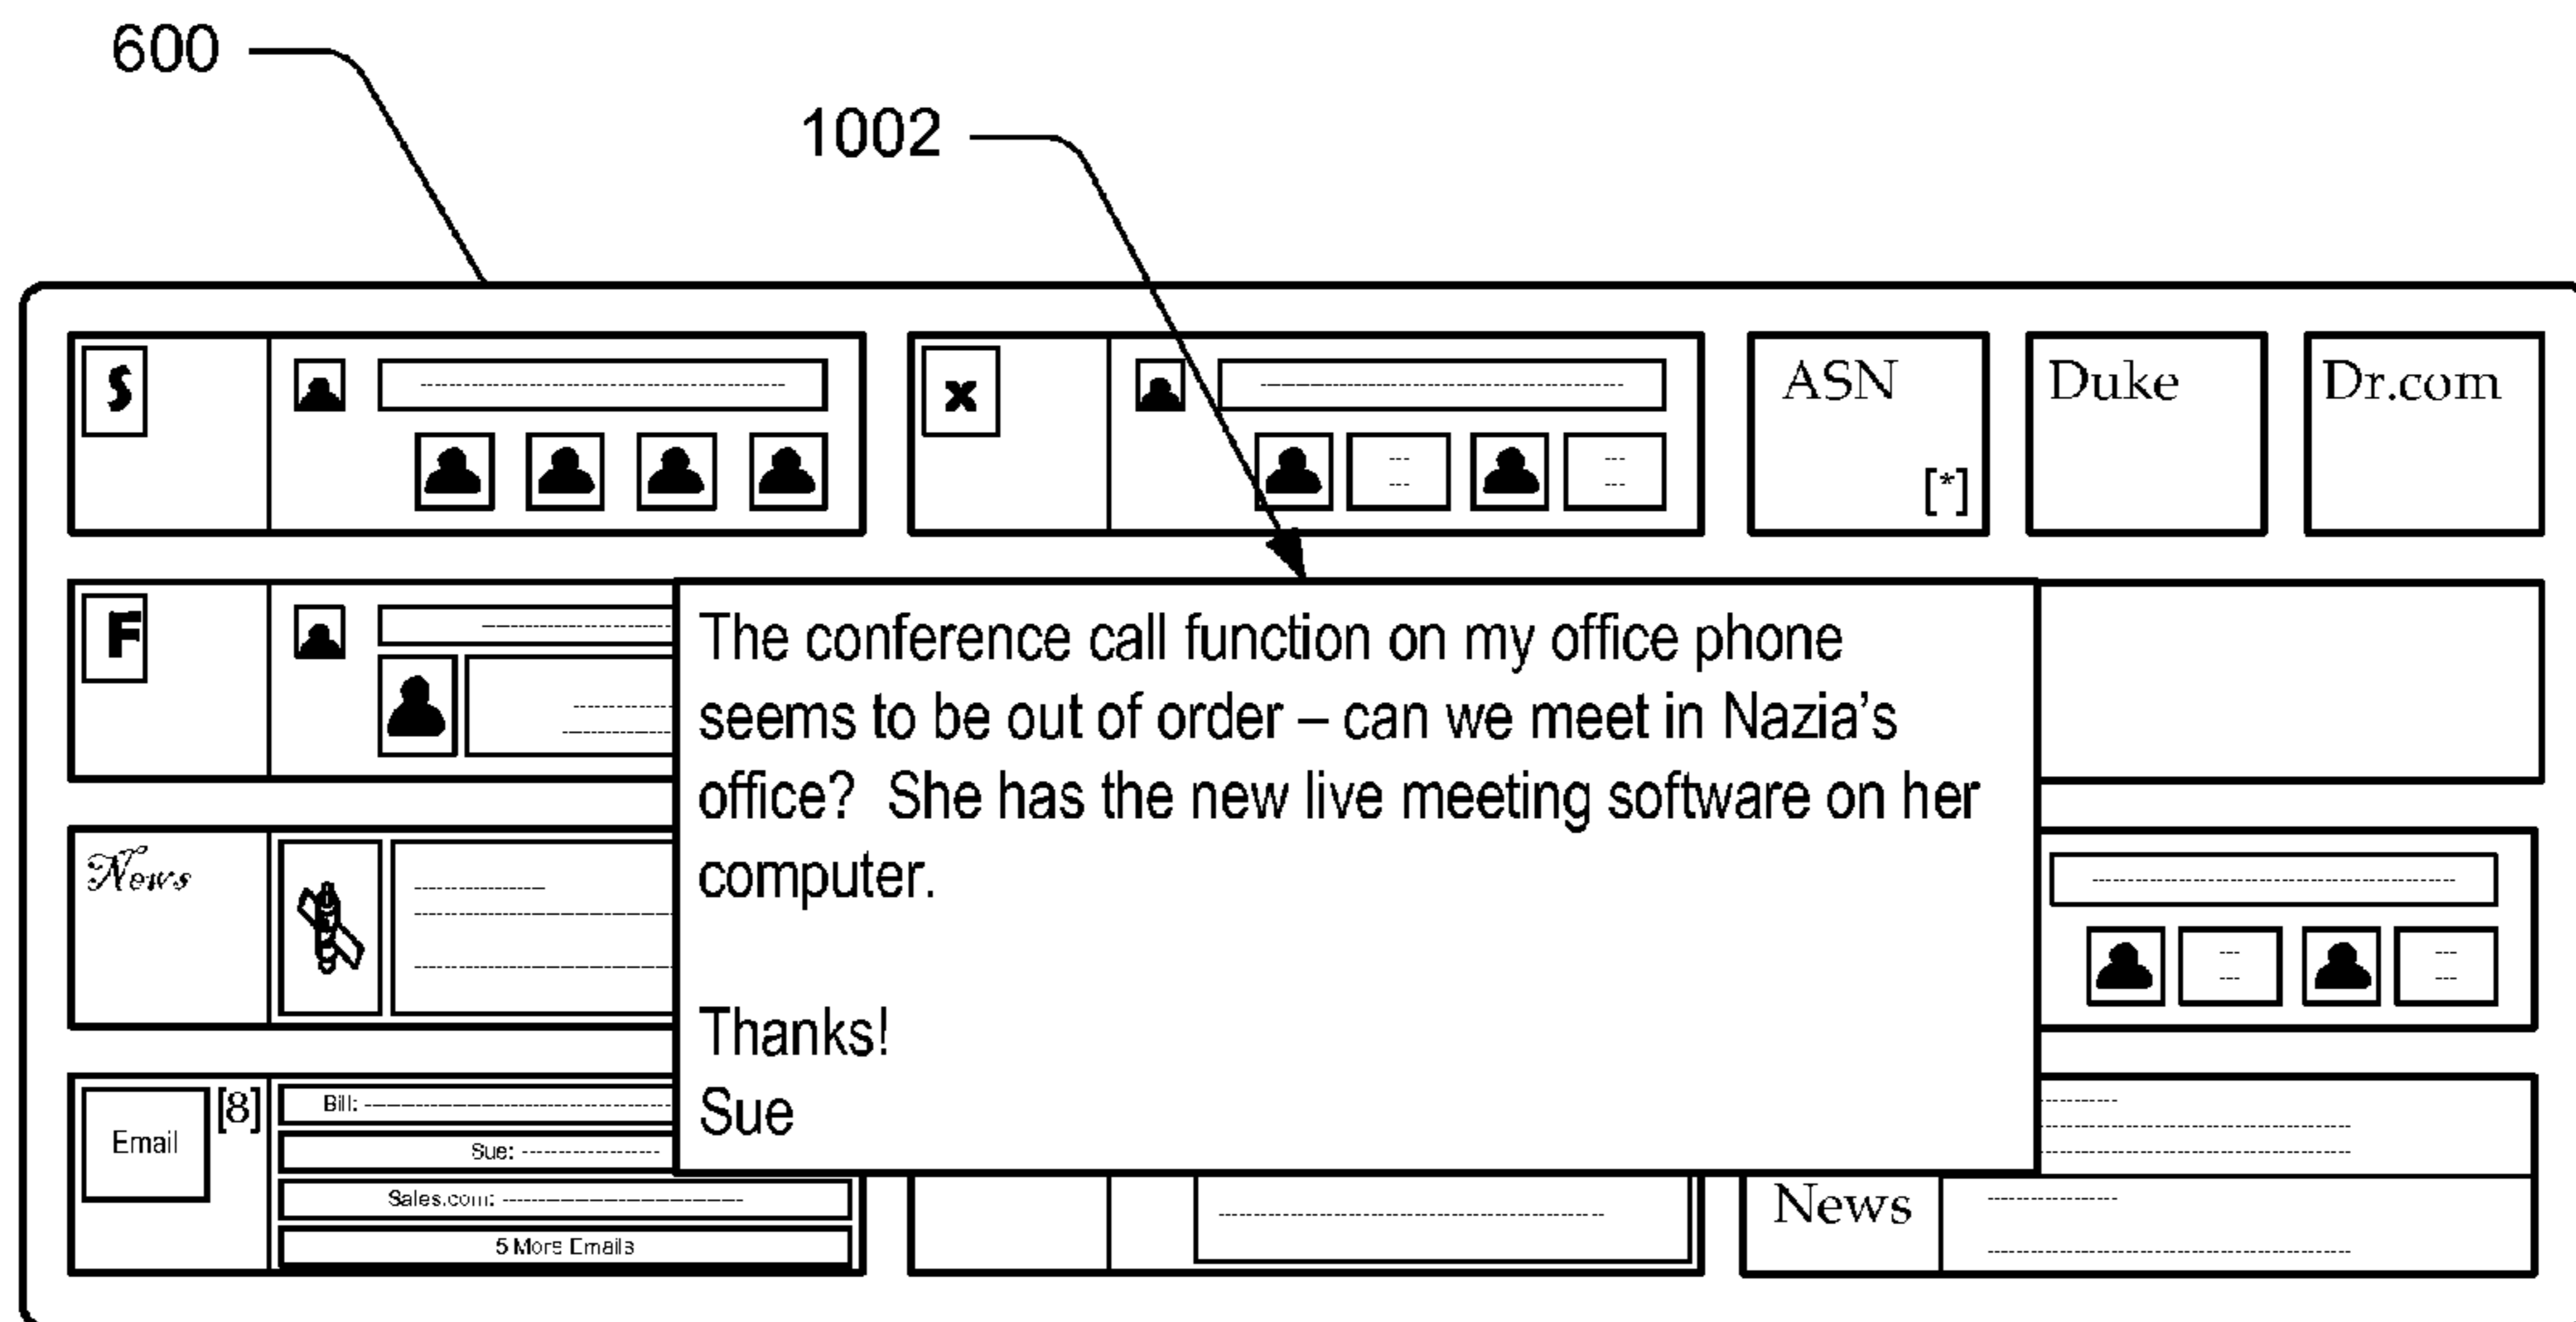 600
1002
S
x
ASN
[*]
Duke
Dr.com
F
The conference call function on my office phone
seems to be out of order – can we meet in Nazia's
office? She has the new live meeting software on her
computer.
Thanks!
Sue
News
Email
[8]
Bill:
Sue:
Sales.com:
5 More Emails
News